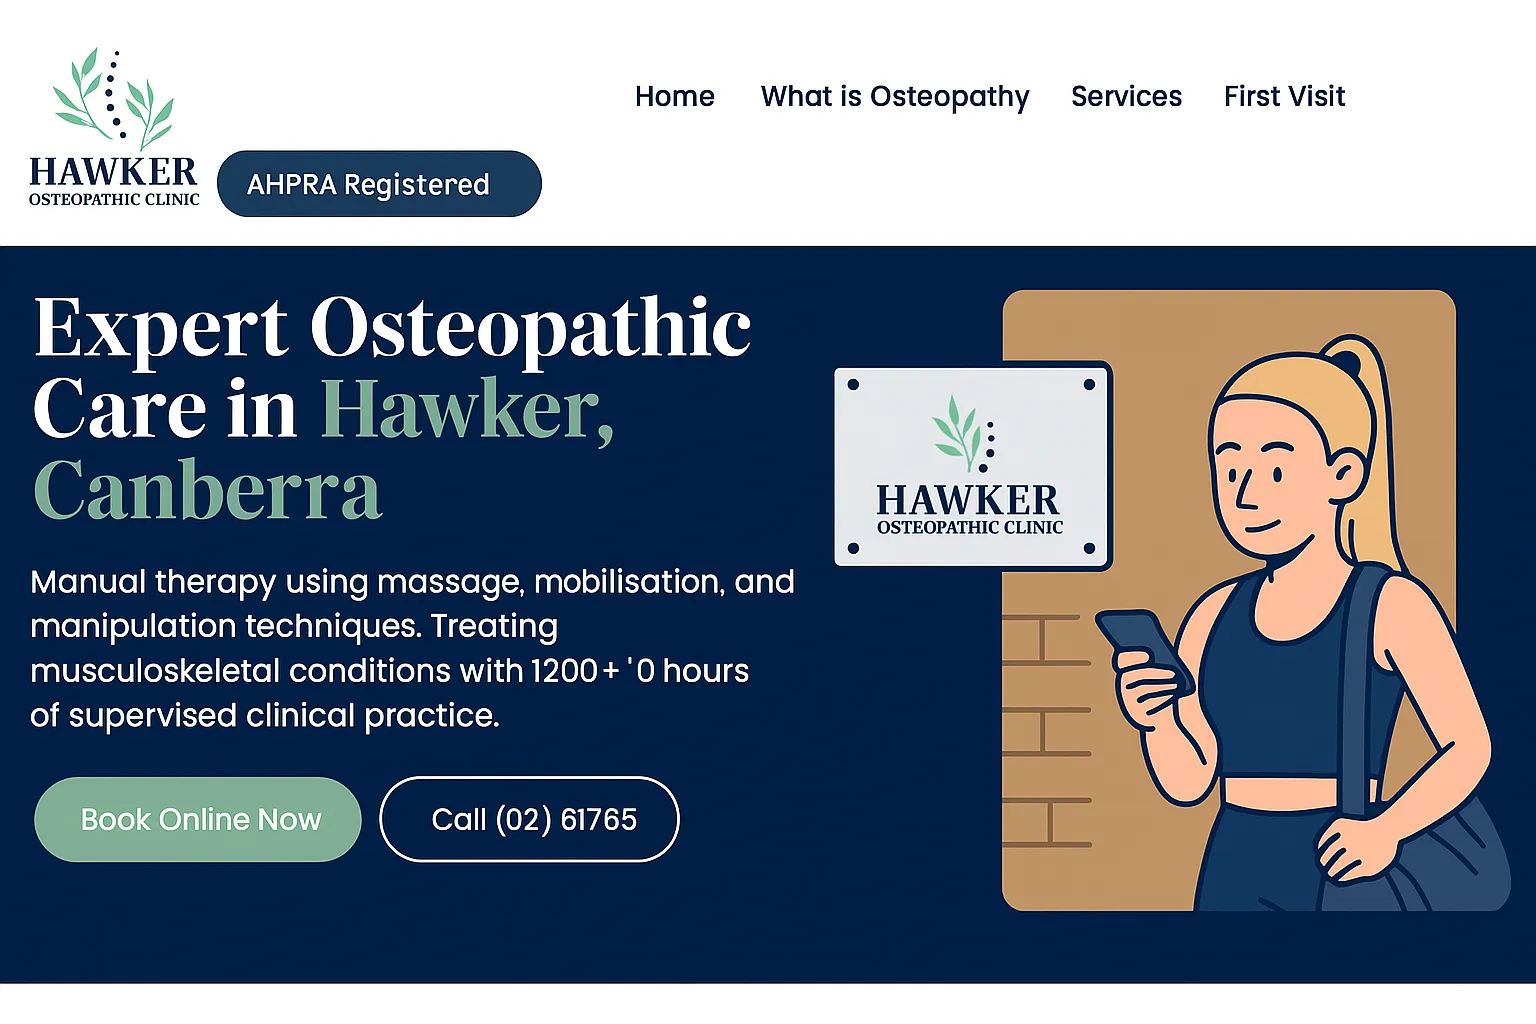 HAWKER
OSTEOPATHIC CLINIC
AHPRA Registered
Home What is Osteopathy Services First Visit
Expert Osteopathic
Care in Hawker,
Canberra
Manual therapy using massage, mobilisation, and
manipulation techniques. Treating
musculoskeletal conditions with 1200+ '0 hours
of supervised clinical practice.
Book Online Now
Call (02) 61765
HAWKER
OSTEOPATHIC CLINIC